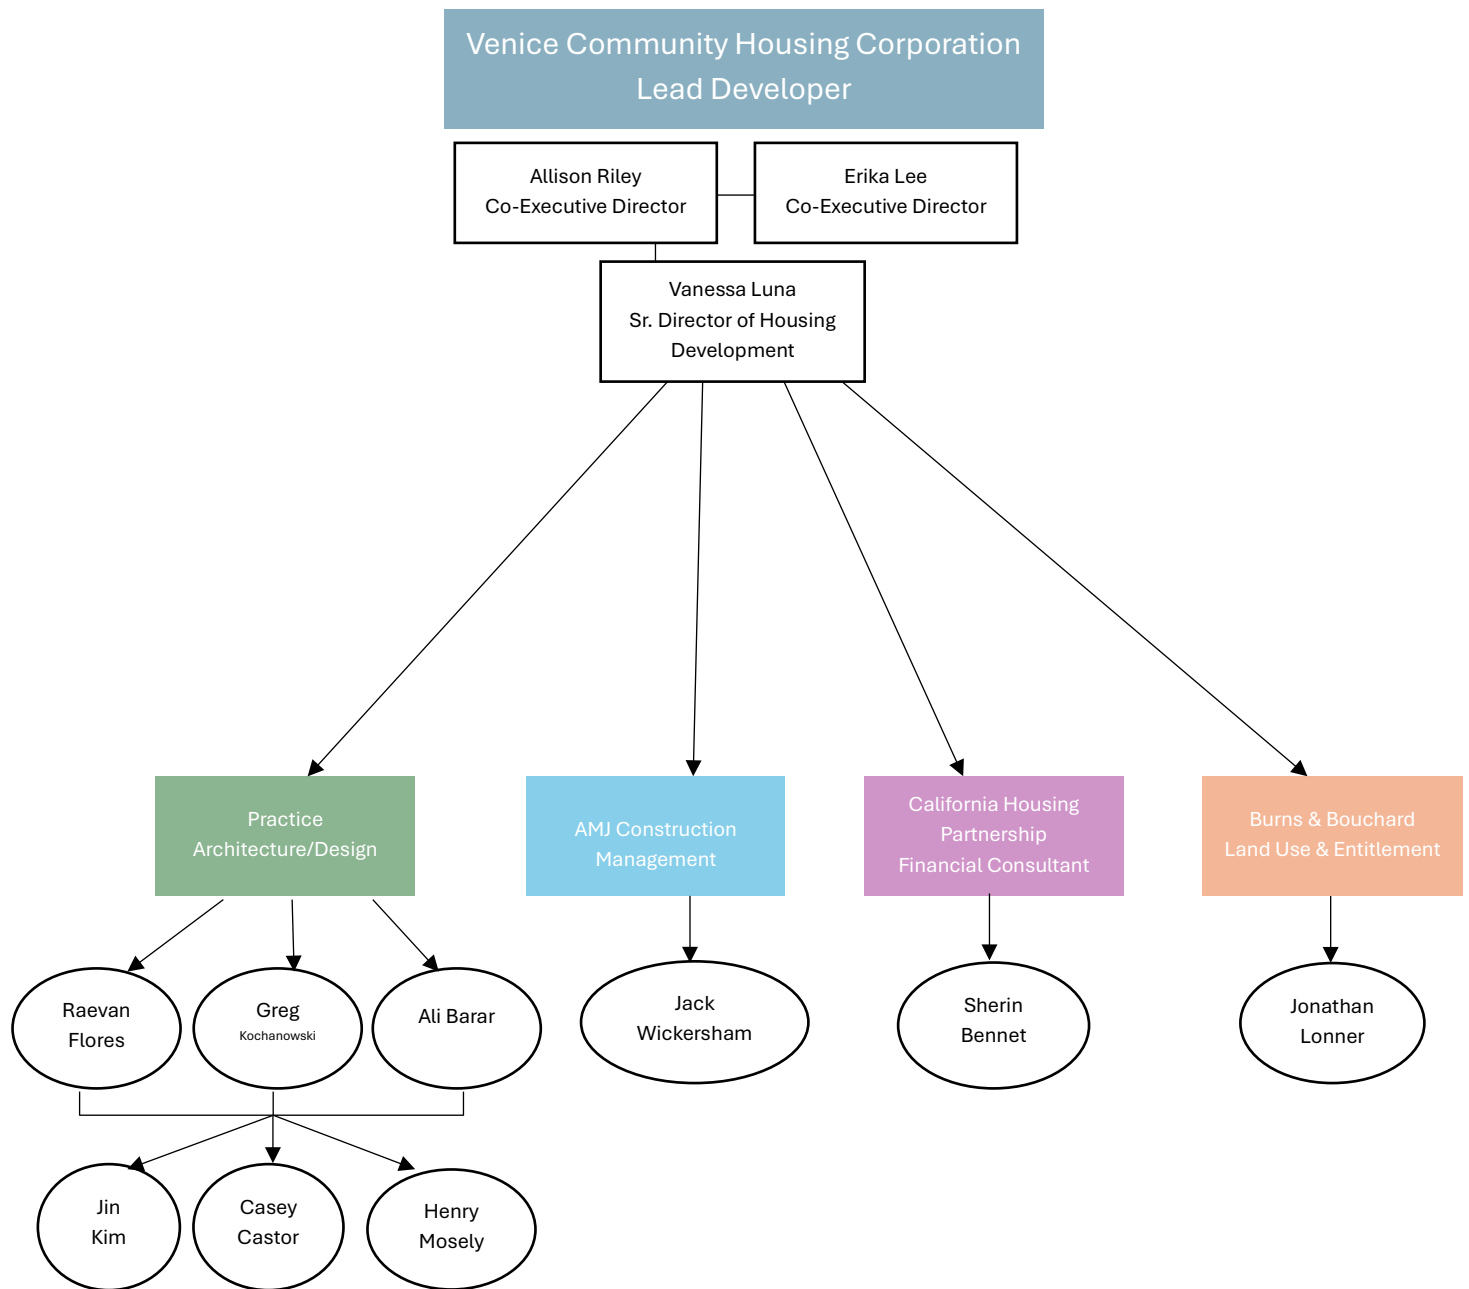 Venice Community Housing Corporation
Lead Developer
Allison Riley
Co-Executive Director
Erika Lee
Co-Executive Director
Vanessa Luna
Sr. Director of Housing
Development
Practice
Architecture/Design
AMJ Construction
Management
California Housing
Partnership
Financial Consultant
Burns & Bouchard
Land Use & Entitlement
Raevan
Flores
Greg
Kochanowski
Ali Barar
Jack
Wickersham
Sherin
Bennet
Jonathan
Lonner
Jin
Kim
Casey
Castor
Henry
Mosely